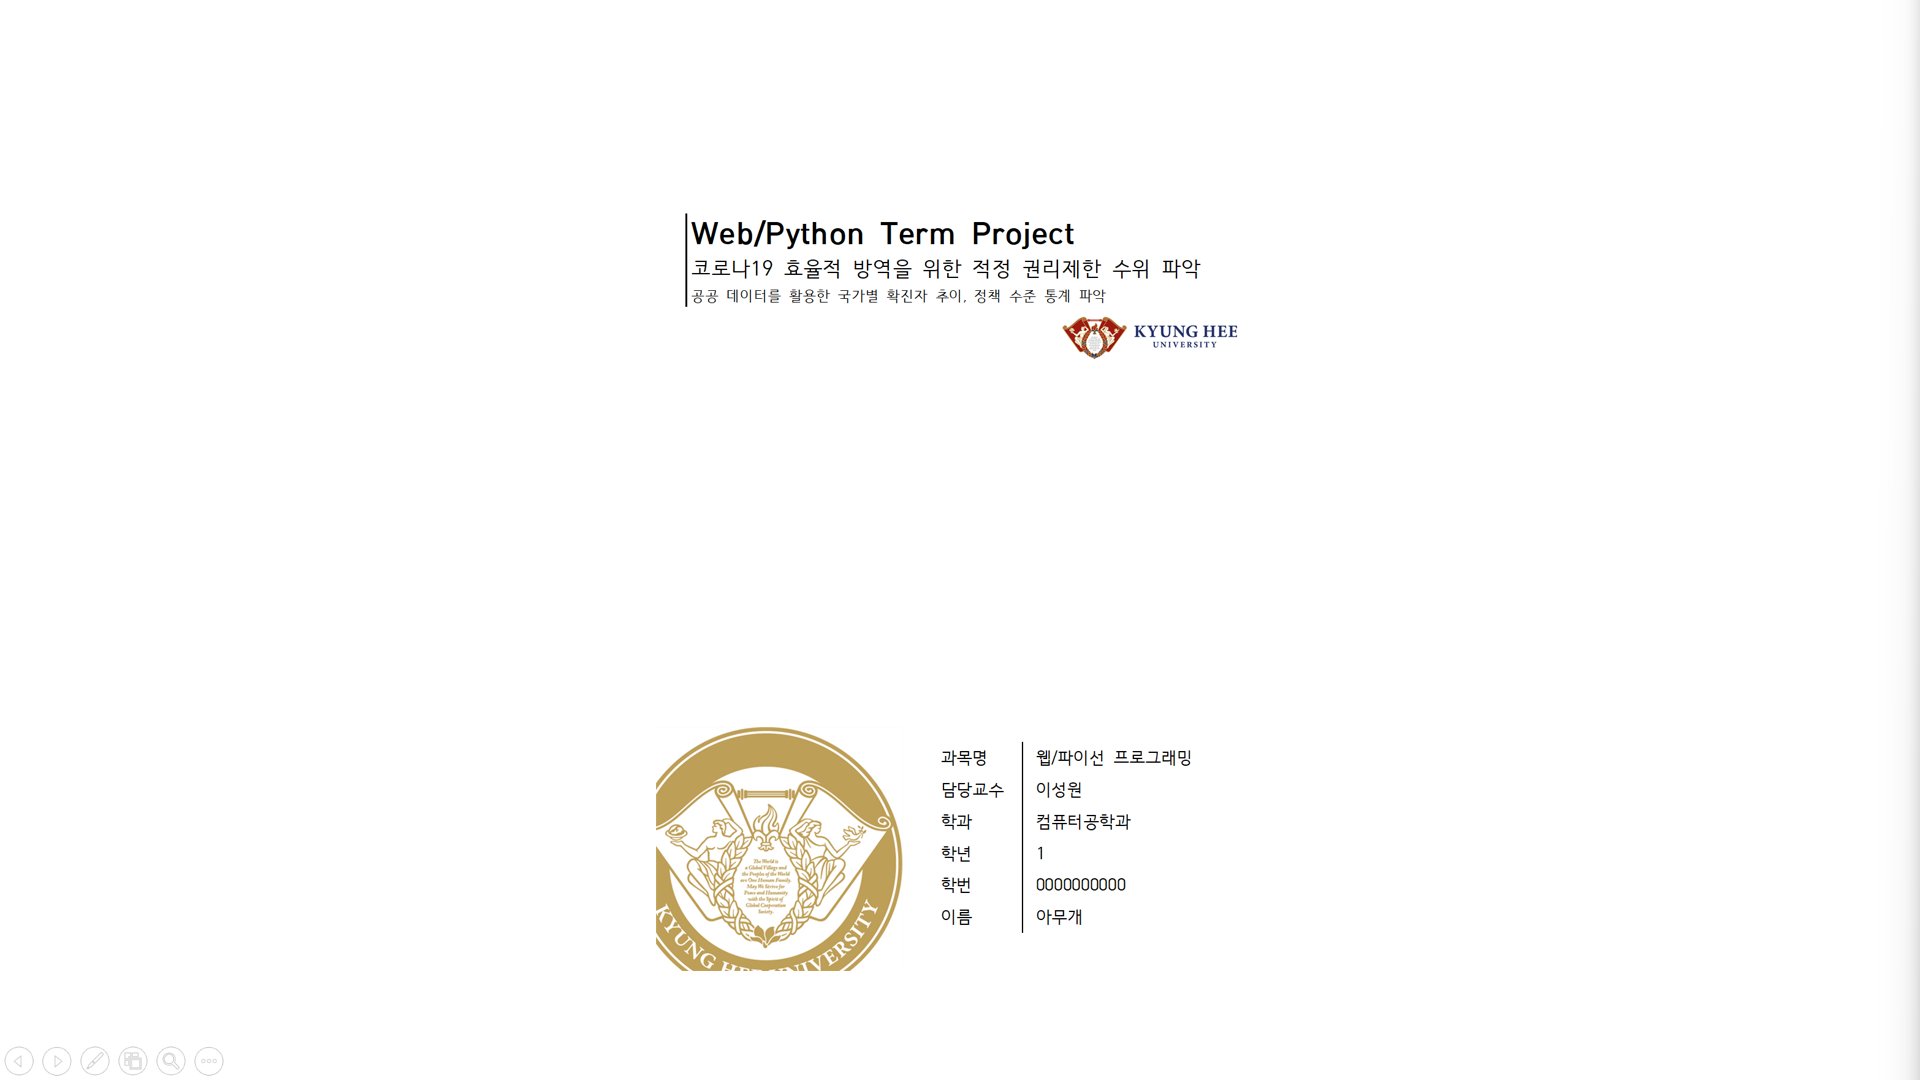 Web/Python Term Project
코로나19 효율적 방역을 위한 적정 권리제한 수위 파악
공공 데이터를 활용한 국가별 확진자 추이, 정책 수준 통계 파악
KYUNG HEE
UNIVERSITY
The World is
a Global Village and
the Peoples of the World
are One Human Family.
May We Strive for
Peace and Humanity
with the Spirit of
Global Cooperation
Society.
KYUNG HEE UNIVERSITY
과목명 웹/파이선 프로그래밍
담당교수 이성원
학과 컴퓨터공학과
학년 1
학번 0000000000
이름 아무개